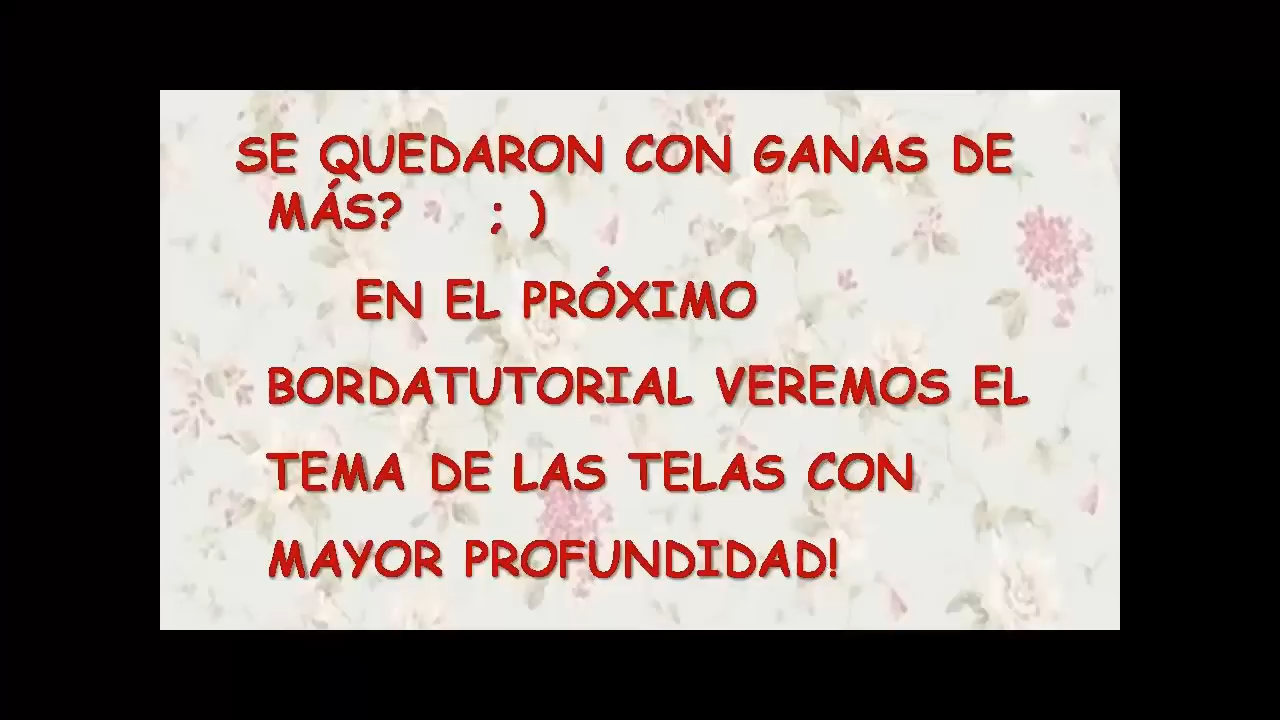 SE QUEDARON CON GANAS DE
MÁS? ; )
EN EL PRÓXIMO
BORDATUTORIAL VEREMOS EL
TEMA DE LAS TELAS CON
MAYOR PROFUNDIDAD!